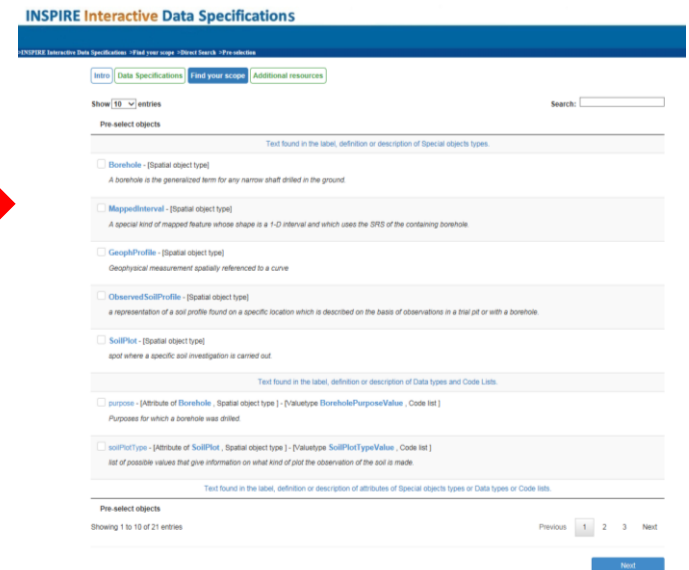 INSPIRE Interactive Data Specifications
>INSPIRE Interactive Data Specifications >Find your scope >Direct Search >Pre-selection
Intro Data Specifications Find your scope Additional resources
Show 10 entries Search:
Pre-select objects
Text found in the label, definition or description of Special objects types.
Borehole - [Spatial object type]
A borehole is the generalized term for any narrow shaft drilled in the ground.
MappedInterval - [Spatial object type]
A special kind of mapped feature whose shape is a 1-D interval and which uses the SRS of the containing borehole.
GeophProfile - [Spatial object type]
Geophysical measurement spatially referenced to a curve
ObservedSoilProfile - [Spatial object type]
a representation of a soil profile found on a specific location which is described on the basis of observations in a trial pit or with a borehole.
SoilPlot - [Spatial object type]
spot where a specific soil investigation is carried out.
Text found in the label, definition or description of Data types and Code Lists.
purpose - [Attribute of Borehole , Spatial object type ] - [Valuetype BoreholePurposeValue , Code list ]
Purposes for which a borehole was drilled.
soilPlotType - [Attribute of SoilPlot , Spatial object type ] - [Valuetype SoilPlotTypeValue , Code list ]
list of possible values that give information on what kind of plot the observation of the soil is made.
Text found in the label, definition or description of attributes of Special objects types or Data types or Code lists.
Pre-select objects
Showing 1 to 10 of 21 entries Previous 1 2 3 Next
Next